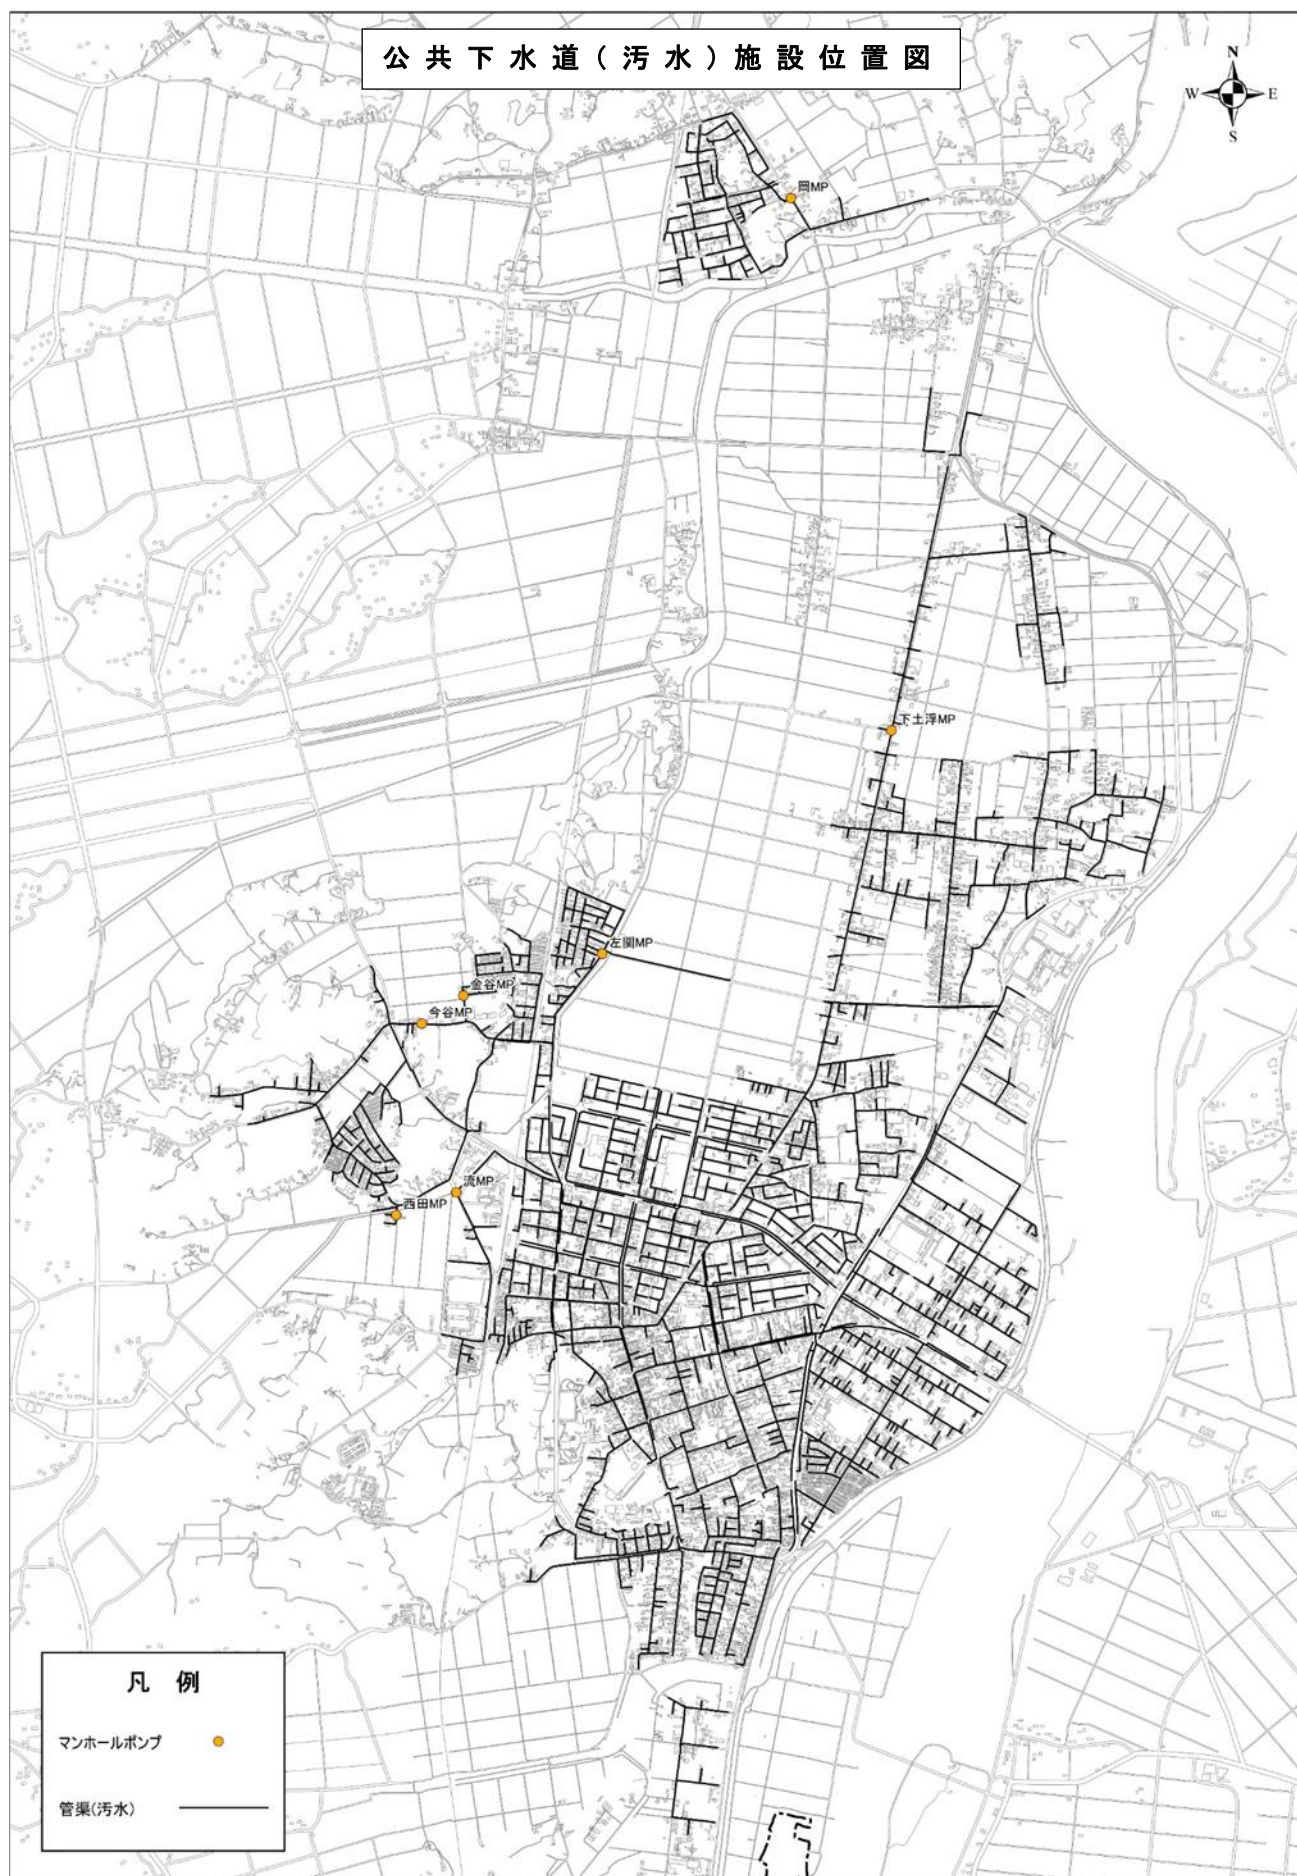 公共下水道(汚水)施設位置図
N
W E
S
岡MP
下土浮MP
左関MP
金谷MP
今谷MP
流MP
西田MP
凡例
マンホールポンプ
管渠(汚水)